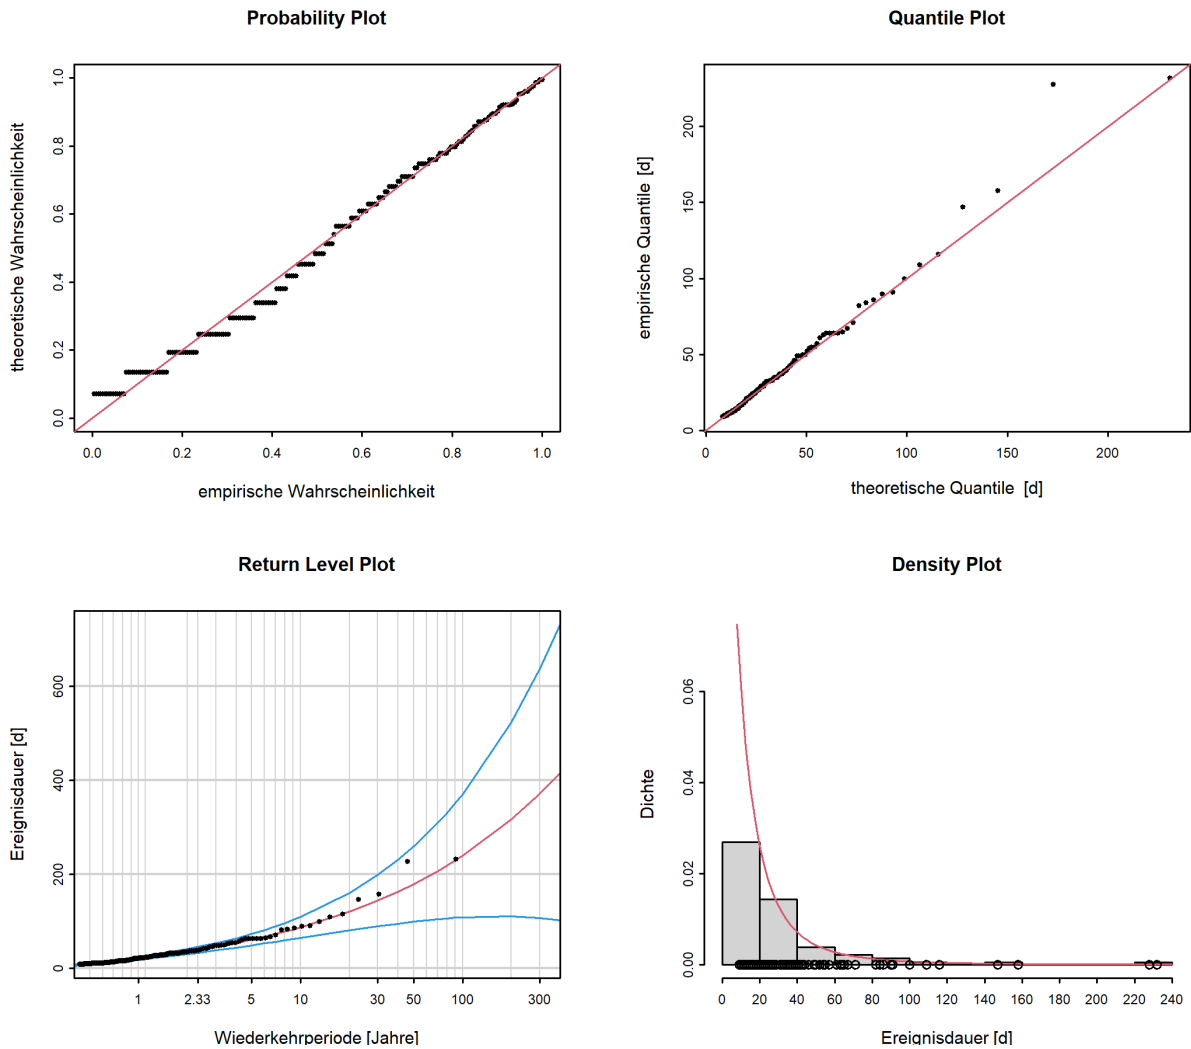 Probability Plot
theoretische Wahrscheinlichkeit
0.0 0.2 0.4 0.6 0.8 1.0
0.0 0.2 0.4 0.6 0.8 1.0
empirische Wahrscheinlichkeit
Quantile Plot
empirische Quantile [d]
0 50 100 150 200
0 50 100 150 200
theoretische Quantile [d]
Return Level Plot
Ereignisdauer [d]
0 200 400 600
1 2.33 5 10 30 50 100 300
Wiederkehrperiode [Jahre]
Density Plot
Dichte
0.00 0.02 0.04 0.06
0 20 40 60 80 100 120 140 160 180 200 220 240
Ereignisdauer [d]